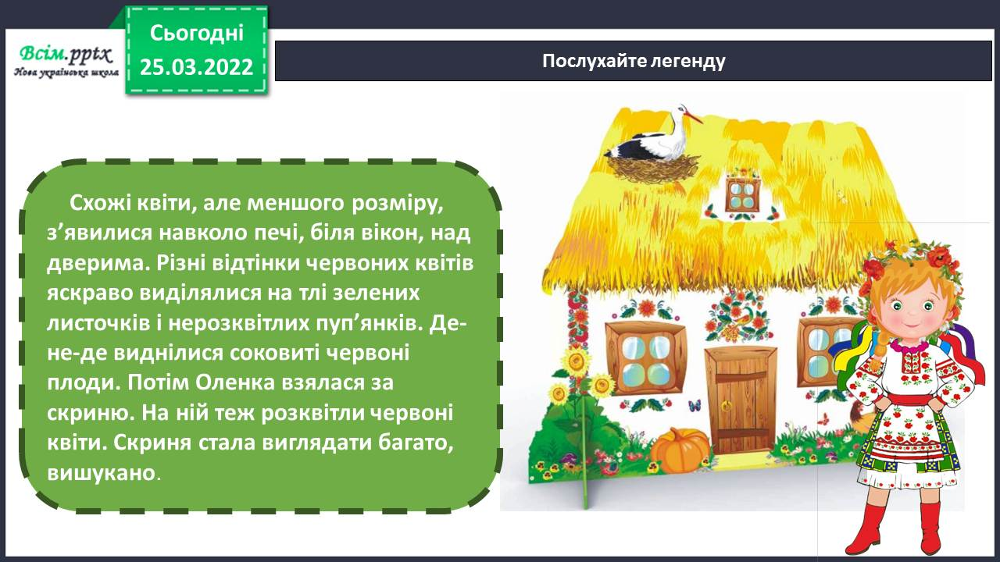 Сьогодні
25.03.2022
Всім.pptx
Нова українська школа
Послухайте легенду
Схожі квіти, але меншого розміру,
з’явилися навколо печі, біля вікон, над
дверима. Різні відтінки червоних квітів
яскраво виділялися на тлі зелених
листочків і нерозквітлих пуп’янків. Де-
не-де виднілися соковиті червоні
плоди. Потім Оленка взялася за
скриню. На ній теж розквітли червоні
квіти. Скриня стала виглядати багато,
вишукано.